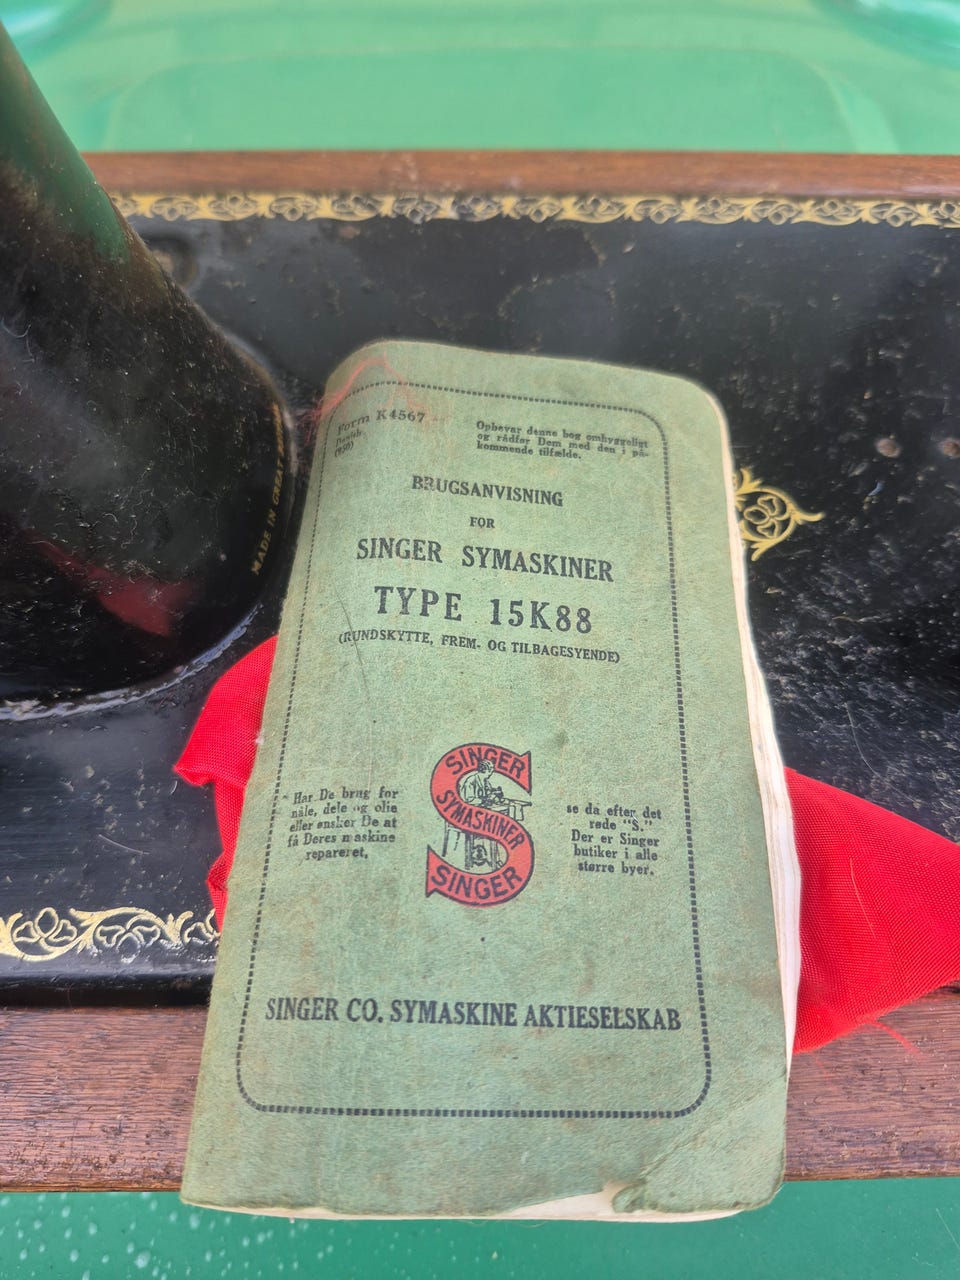 Form K4567
Danish
(950)
Opbevar denne bog omhyggeligt
og rådfør Dem med den i på-
kommende tilfælde.
BRUGSANVISNING
FOR
SINGER SYMASKINER
TYPE 15K88
(RUNDSKYTTE, FREM- OG TILBAGESYENDE)
MADE IN GREAT
SINGER
SYMASKINER
SINGER
Har De brug for
nåle, dele og olie
eller ønsker De at
få Deres maskine
repareret,
se da efter det
røde "S."
Der er Singer
butiker i alle
større byer.
SINGER CO. SYMASKINE AKTIESELSKAB